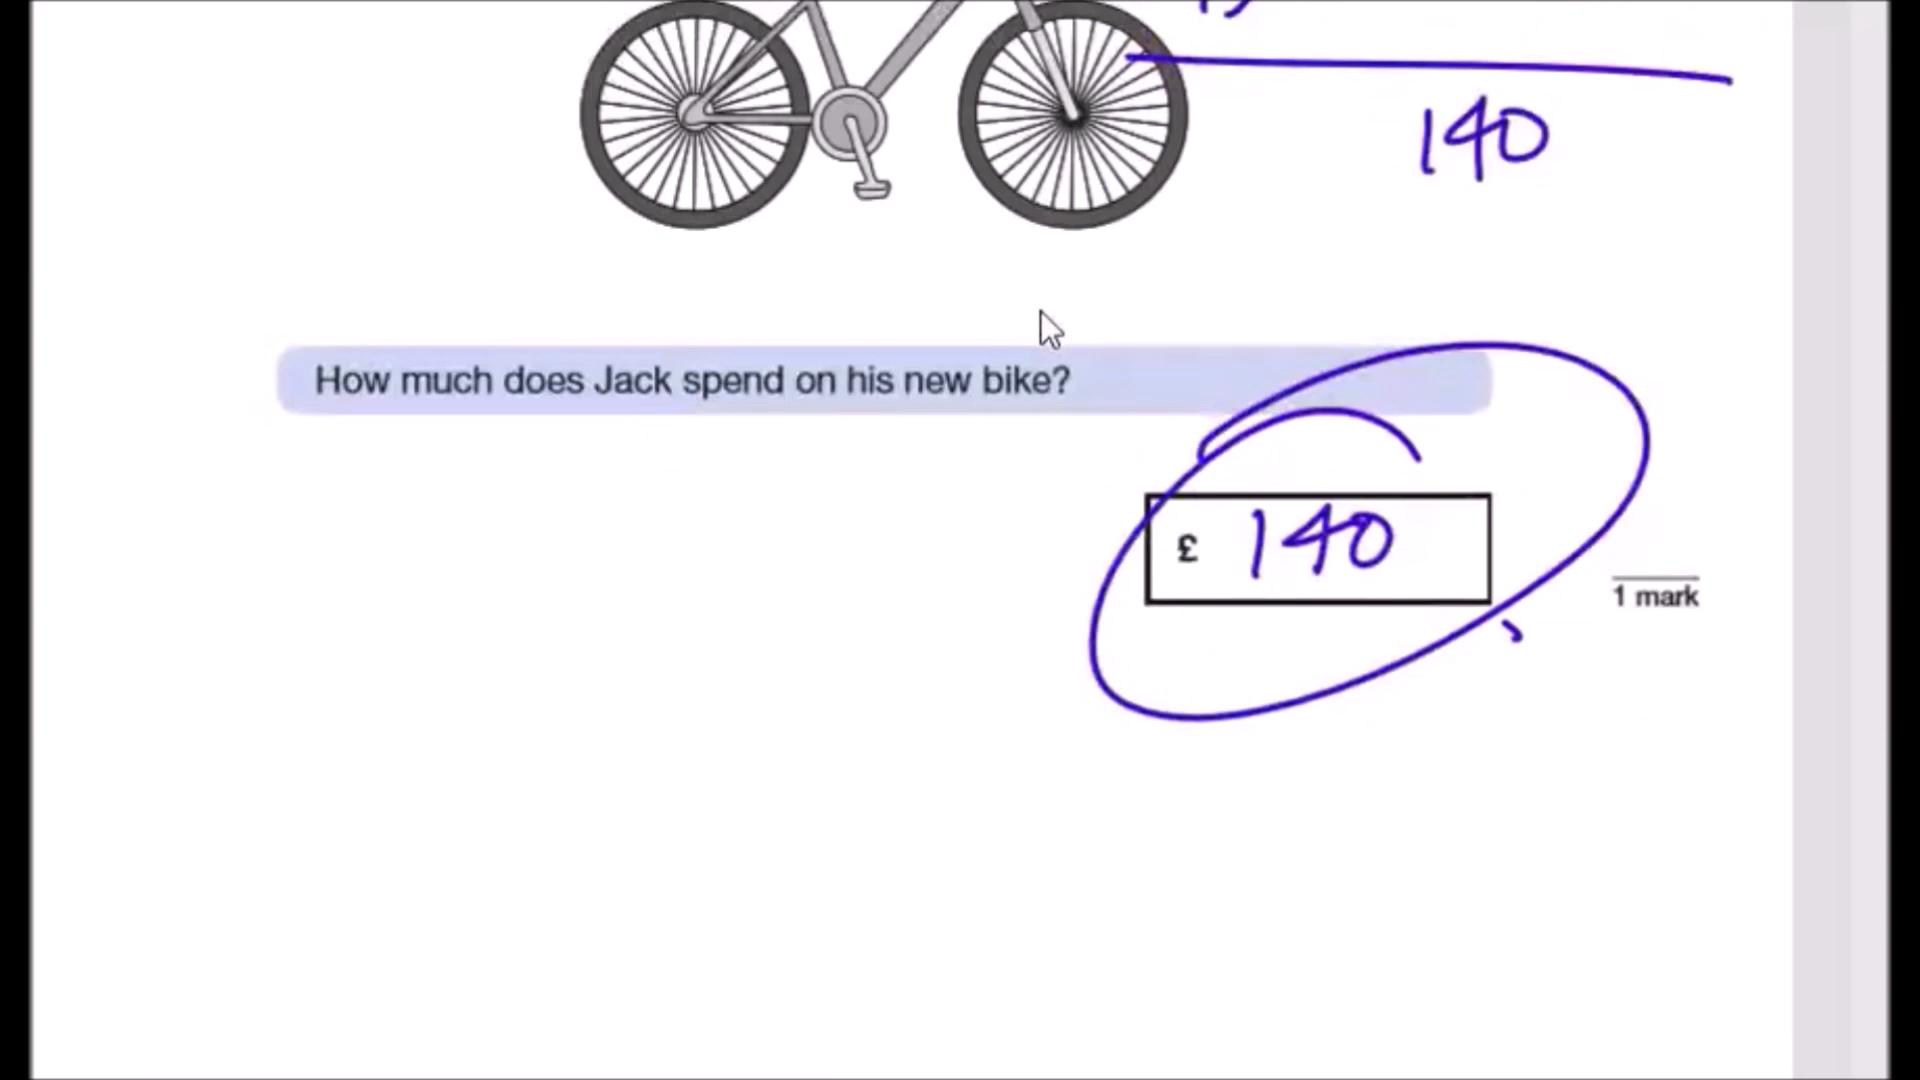 140
How much does Jack spend on his new bike?
£ 140
1 mark